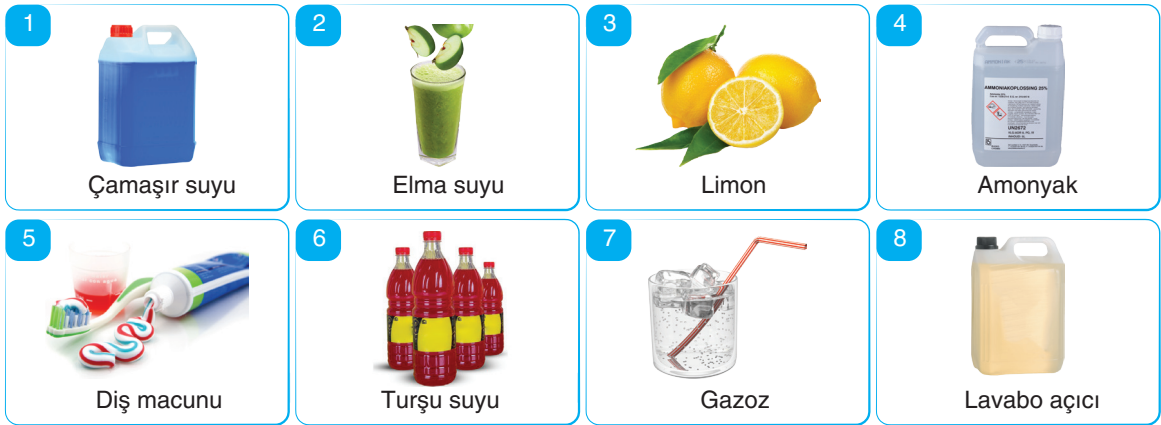 1
Çamaşır suyu
2
Elma suyu
3
Limon
4
AMMONIAKOPLOSSING 25%
UN2672
Amonyak
5
Diş macunu
6
Turşu suyu
7
Gazoz
8
Lavabo açıcı